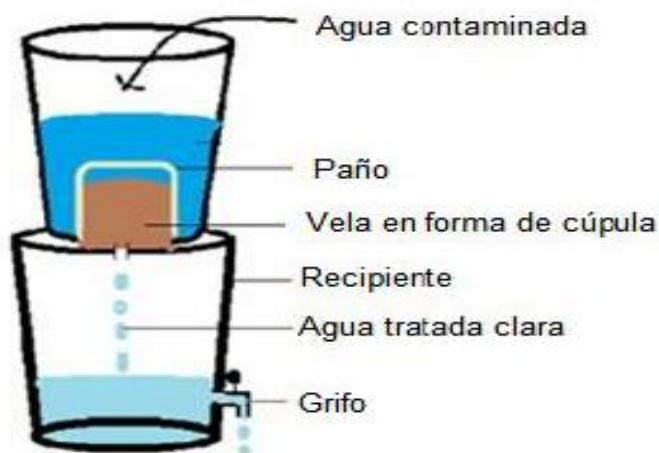 Agua contaminada
Paño
Vela en forma de cúpula
Recipiente
Agua tratada clara
Grifo